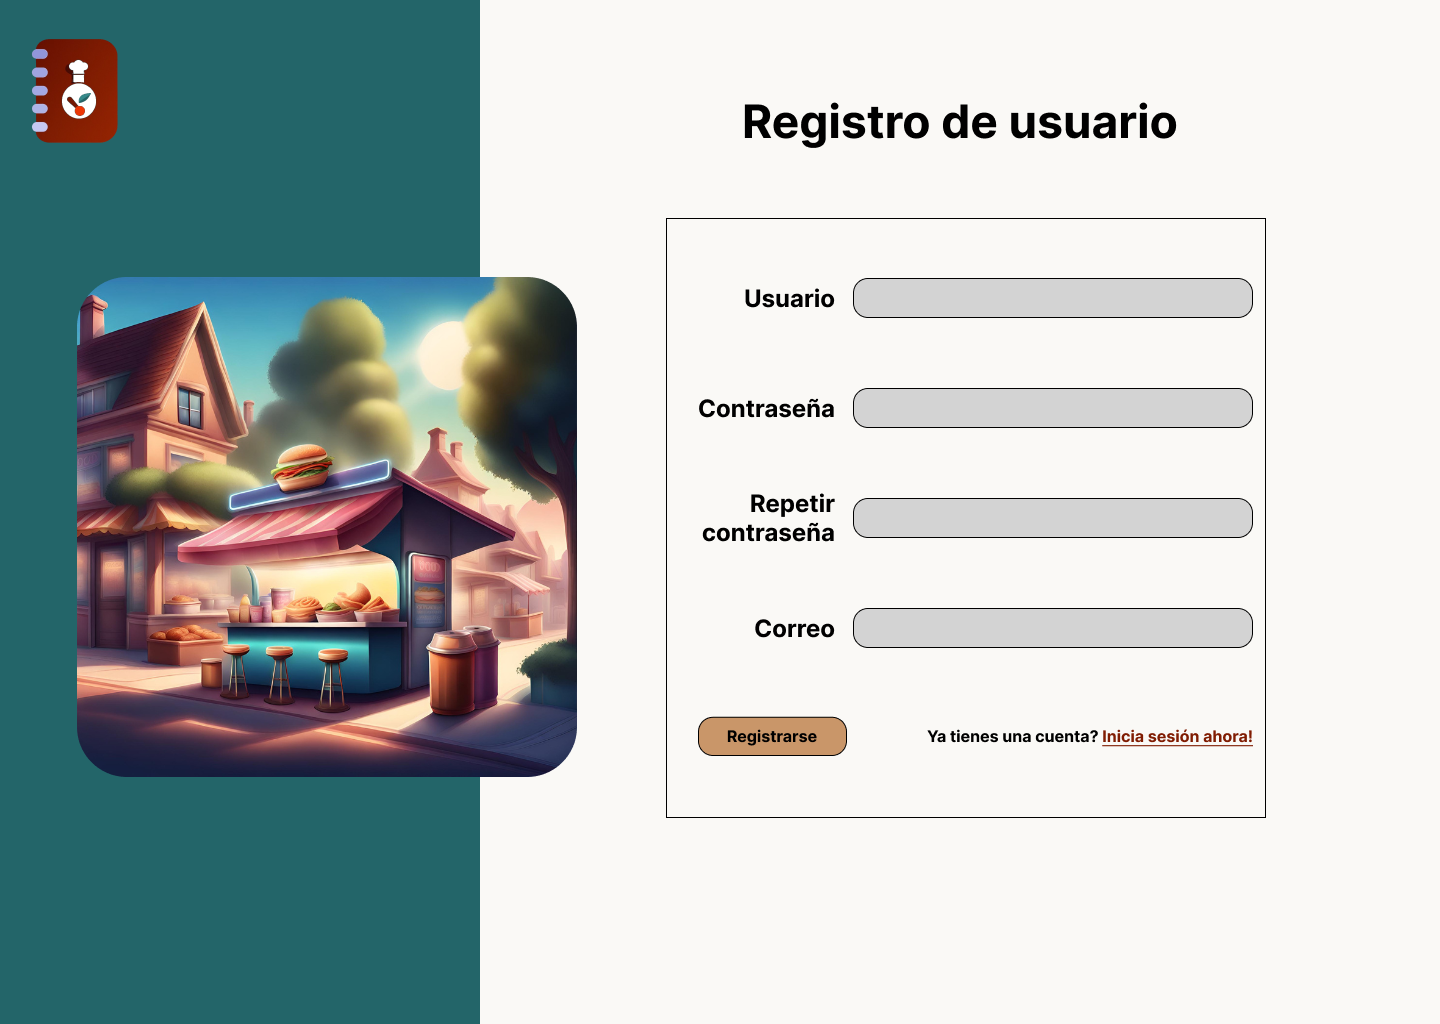 Registro de usuario
Usuario
Contraseña
Repetir
contraseña
Correo
Registrarse
Ya tienes una cuenta? Inicia sesión ahora!